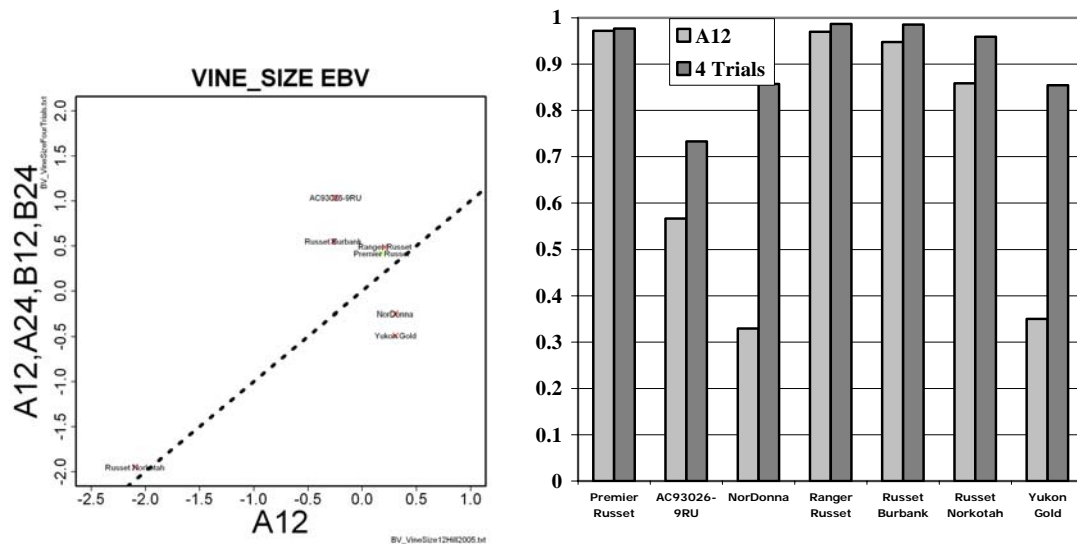 VINE_SIZE EBV
A12,A24,B12,B24
BV_VineSizeFourTrials.txt
2.0
1.5
1.0
0.5
0.0
-0.5
-1.0
-1.5
-2.0
AC93026-9RU
Russet Burbank
Ranger Russet
Premier Russet
NorDonna
Yukon Gold
Russet Norkotah
-2.5 -2.0 -1.5 -1.0 -0.5 0.0 0.5 1.0
A12
BV_VineSize12Hill2005.txt
A12
4 Trials
1
0.9
0.8
0.7
0.6
0.5
0.4
0.3
0.2
0.1
0
Premier Russet
AC93026-9RU
NorDonna
Ranger Russet
Russet Burbank
Russet Norkotah
Yukon Gold